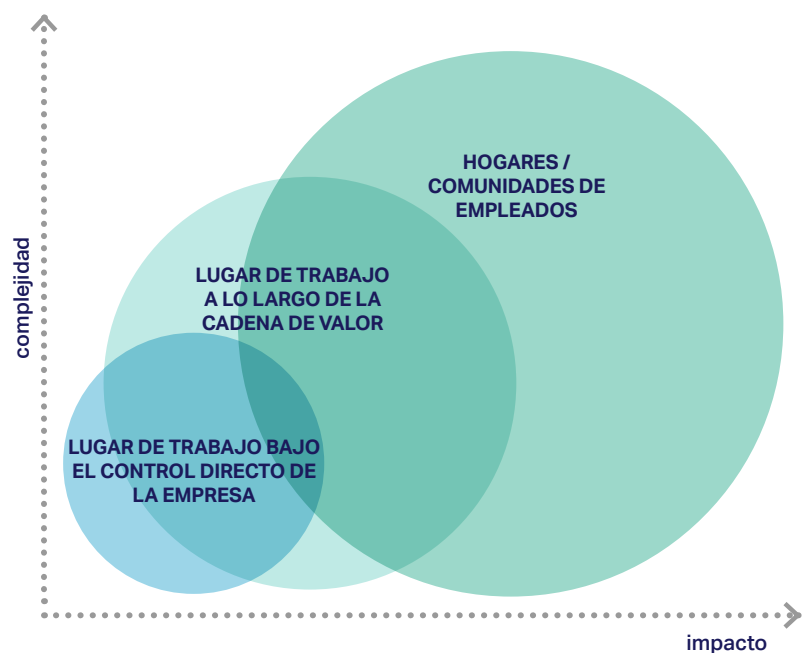 HOGARES /
COMUNIDADES DE
EMPLEADOS
LUGAR DE TRABAJO
A LO LARGO DE LA
CADENA DE VALOR
LUGAR DE TRABAJO BAJO
EL CONTROL DIRECTO DE
LA EMPRESA
complejidad
impacto